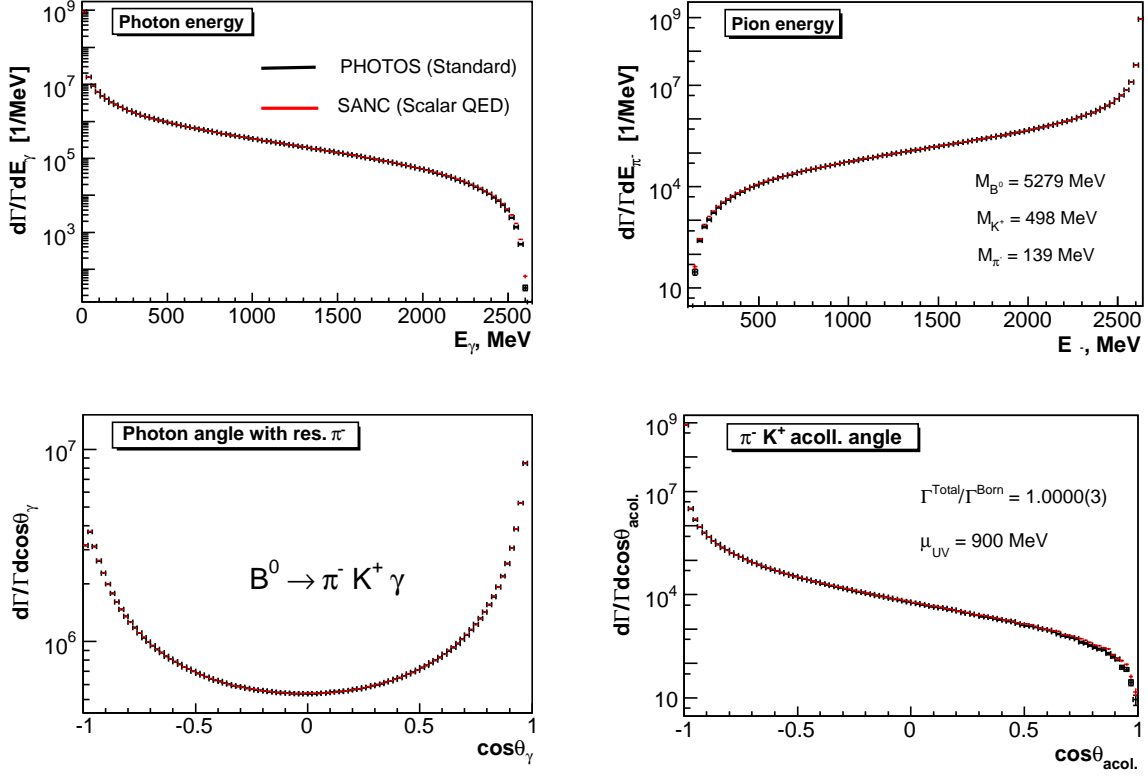 Photon energy
PHOTOS (Standard)
SANC (Scalar QED)
dΓ/ΓdE_γ [1/MeV]
10^9
10^7
10^5
10^3
0 500 1000 1500 2000 2500
E_γ, MeV
Pion energy
dΓ/ΓdE_π⁻ [1/MeV]
10^9
10^7
10^4
10
M_B⁰ = 5279 MeV
M_K⁺ = 498 MeV
M_π⁻ = 139 MeV
500 1000 1500 2000 2500
E_-, MeV
Photon angle with res. π⁻
dΓ/Γdcosθ_γ
10^7
10^6
B⁰ → π⁻ K⁺ γ
-1 -0.5 0 0.5 1
cosθ_γ
π⁻ K⁺ acoll. angle
dΓ/Γdcosθ_acol.
10^9
10^7
10^4
10
Γ^Total/Γ^Born = 1.0000(3)
μ_UV = 900 MeV
-1 -0.5 0 0.5 1
cosθ_acol.